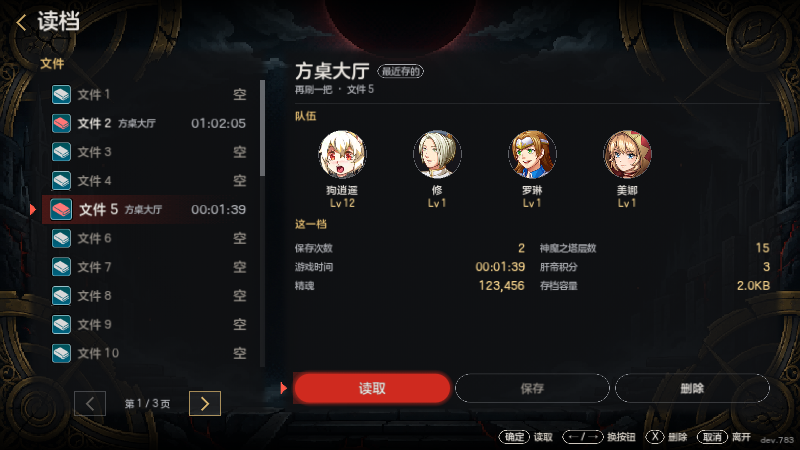 读档
文件
文件 1 空
文件 2 方桌大厅 01:02:05
文件 3 空
文件 4 空
文件 5 方桌大厅 00:01:39
文件 6 空
文件 7 空
文件 8 空
文件 9 空
文件 10 空
第 1 / 3 页
方桌大厅 最近存的
再刷一把 · 文件 5
队伍
狗逍遥 修 罗琳 美娜
Lv 12 Lv 1 Lv 1 Lv 1
这一档
保存次数 2 神魔之塔层数 15
游戏时间 00:01:39 肝帝积分 3
精魂 123,456 存档容量 2.0KB
读取 保存 删除
确定 读取 ←/→ 换按钮 X 删除 取消 离开 dev.783